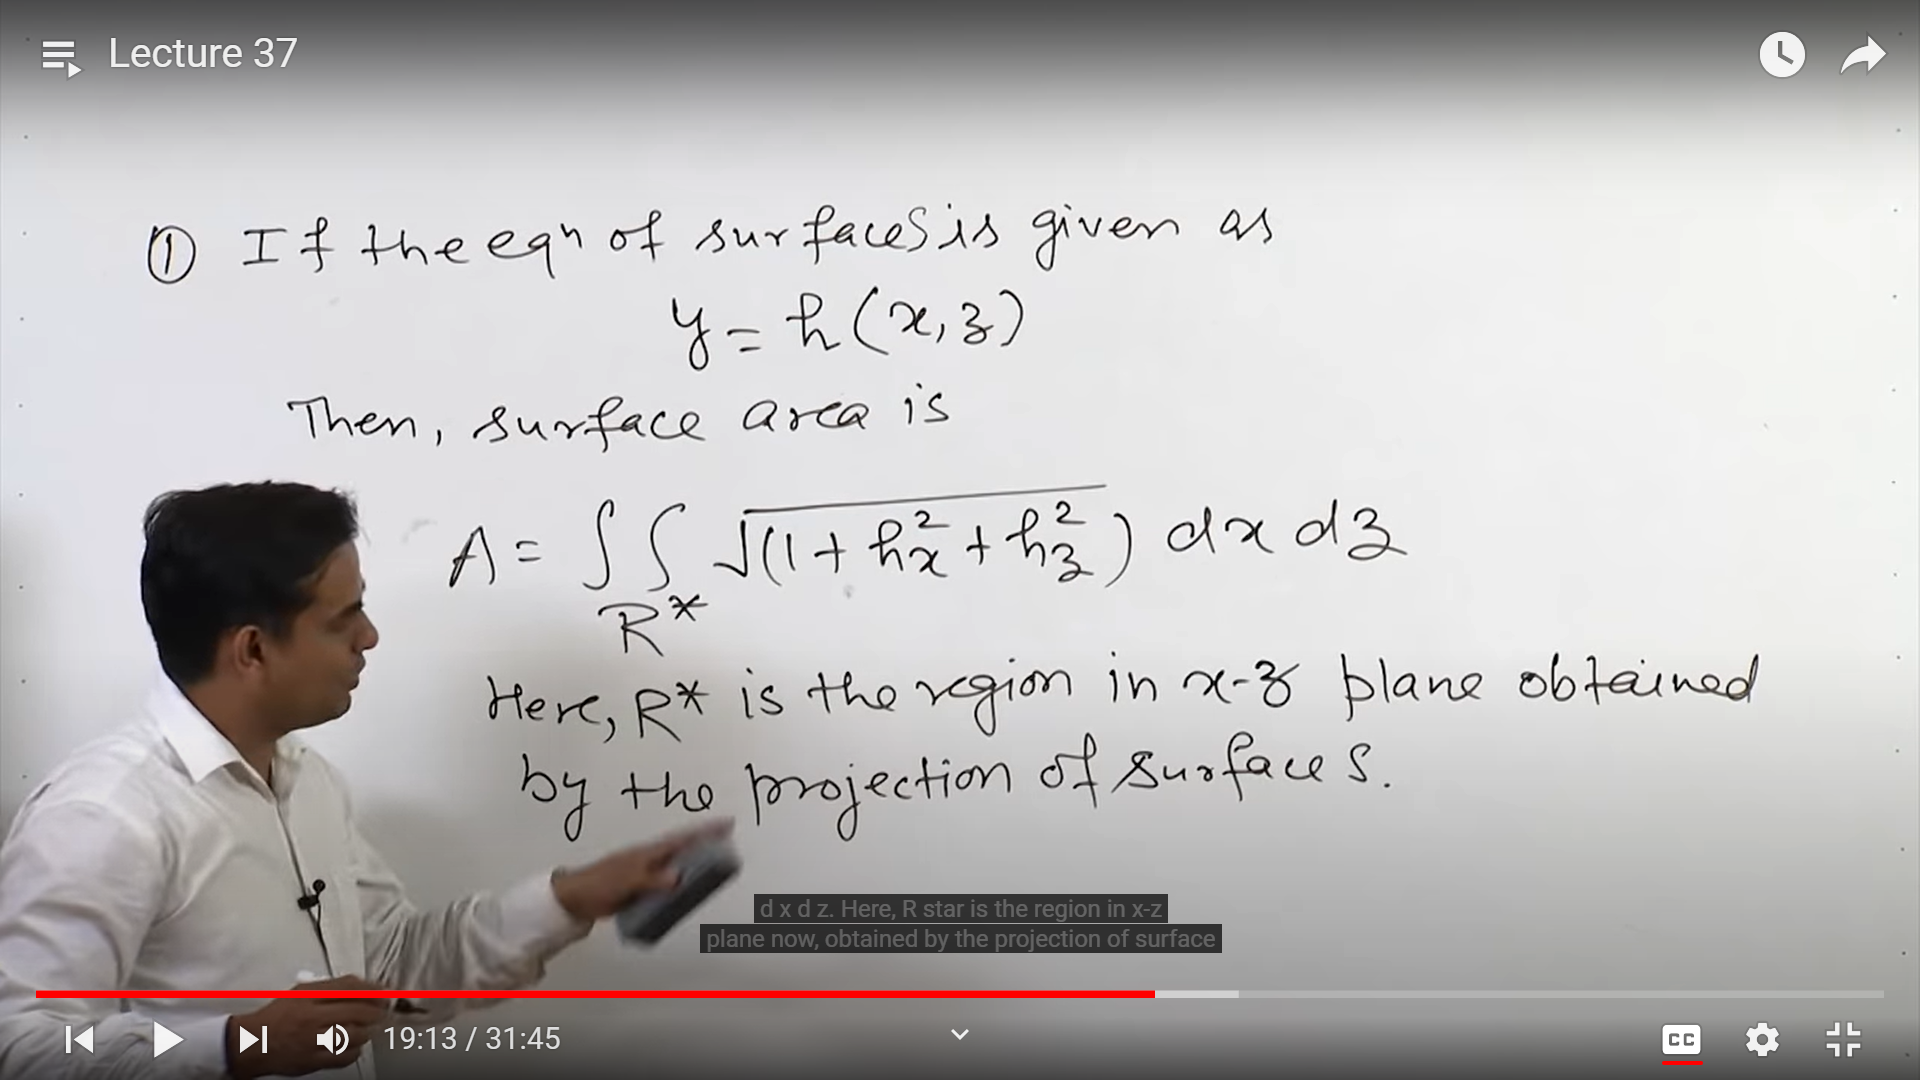 Lecture 37
① If the eqn of surface S is given as
y = h(x, z)
Then, surface area is
A = ∫∫ √(1 + h_x^2 + h_z^2) dx dz
R*
Here, R* is the region in x-z plane obtained
by the projection of surface S.
d x d z. Here, R star is the region in x-z
plane now, obtained by the projection of surface
19:13 / 31:45
CC